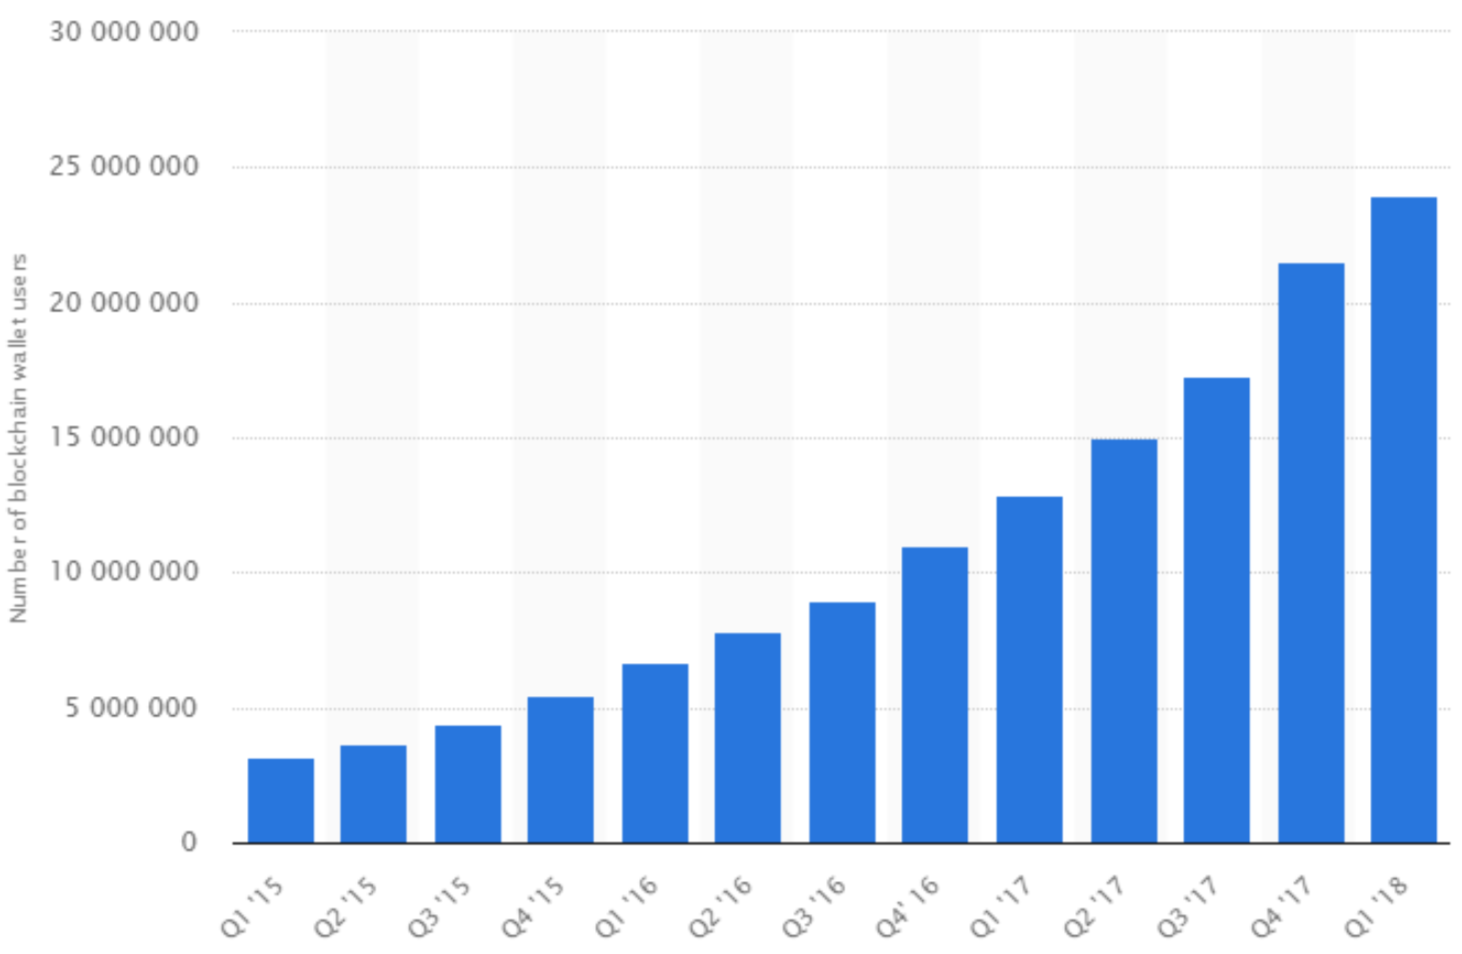 30 000 000
25 000 000
20 000 000
15 000 000
10 000 000
5 000 000
0
Number of blockchain wallet users
Q1 '15
Q2 '15
Q3 '15
Q4 '15
Q1 '16
Q2 '16
Q3 '16
Q4' 16
Q1 '17
Q2 '17
Q3 '17
Q4 '17
Q1 '18